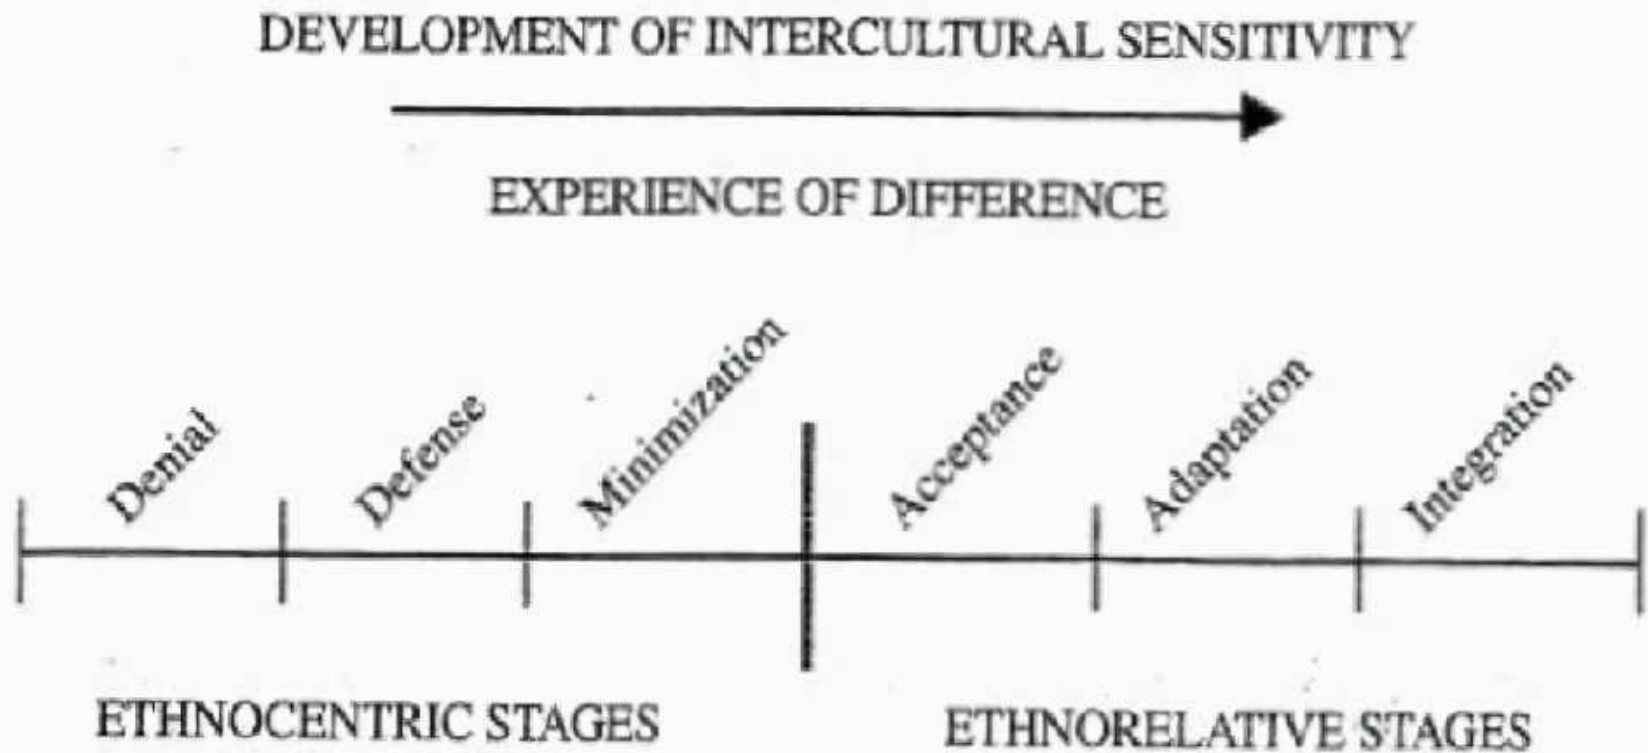 DEVELOPMENT OF INTERCULTURAL SENSITIVITY
EXPERIENCE OF DIFFERENCE
Denial
Defense
Minimization
Acceptance
Adaptation
Integration
ETHNOCENTRIC STAGES
ETHNORELATIVE STAGES